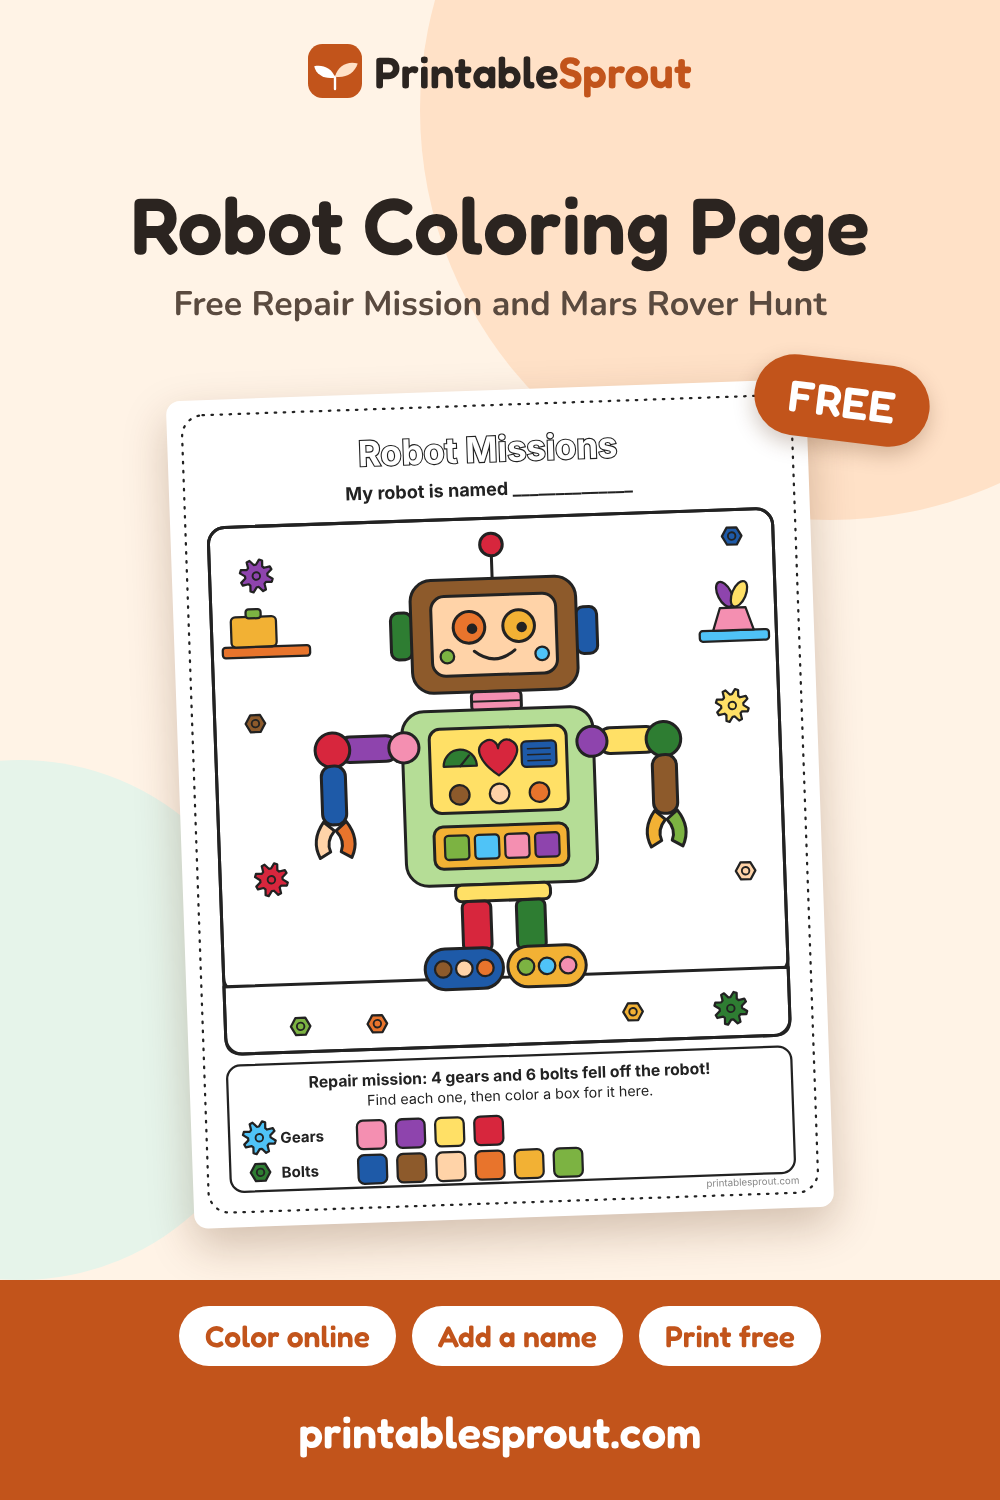 PrintableSprout
Robot Coloring Page
Free Repair Mission and Mars Rover Hunt
FREE
Robot Missions
My robot is named ____________
Repair mission: 4 gears and 6 bolts fell off the robot!
Find each one, then color a box for it here.
Gears
Bolts
printablesprout.com
Color online
Add a name
Print free
printablesprout.com